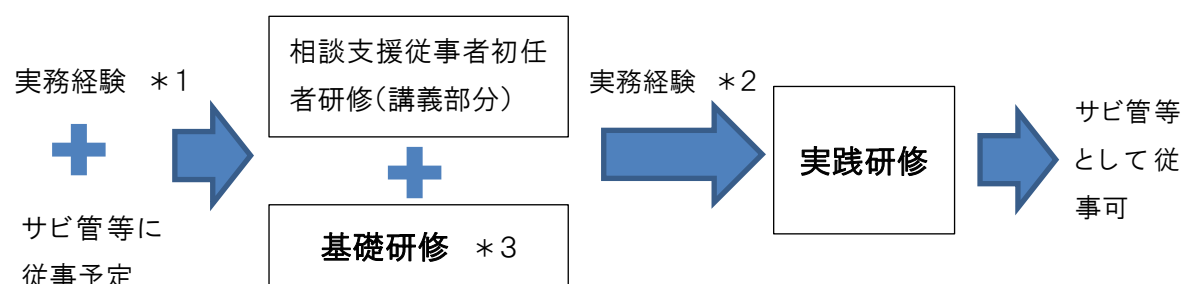 実務経験 *1
サビ管等に
従事予定
相談支援従事者初任
者研修(講義部分)
基礎研修 *3
実務経験 *2
実践研修
サビ管等
として従
事可